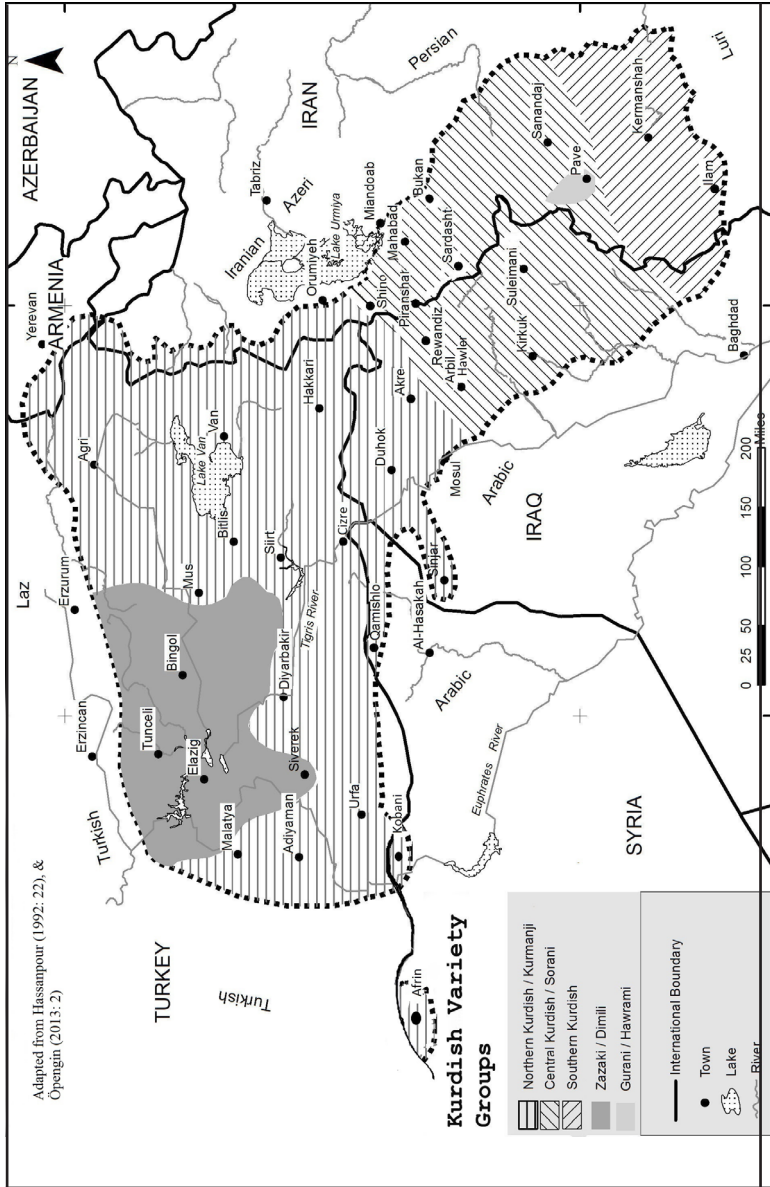 Adapted from Hassanpour (1992: 22), &
Öpengin (2013: 2)
N
AZERBAIJAN
ARMENIA
Yerevan
IRAN
Persian
Luri
Tabriz
Iranian
Azeri
Lake Urmiya
Orumiyeh
Miandoab
Bukan
Mahabad
Shino
Piranshar
Sardasht
Sanandaj
Pave
Kermanshah
Ilam
Suleimani
Kirkuk
Rewandiz
Arbil
Hawler
Akre
Baghdad
Laz
Agri
Van
Lake Van
Hakkari
Bitlis
Siirt
Duhok
Mosul
Arabic
Cizre
Sinjar
IRAQ
Erzurum
Mus
Tigris River
Qamishlo
Al-Hasakah
Arabic
Erzincan
Bingol
Tunceli
Elazig
Diyarbakir
Siverek
Turkish
Malatya
Adiyaman
Urfa
Kobani
Euphrates River
SYRIA
TURKEY
Turkish
Afrin
Kurdish Variety
Groups
Northern Kurdish / Kurmanji
Central Kurdish / Sorani
Southern Kurdish
Zazaki / Dimili
Gurani / Hawrami
International Boundary
Town
Lake
River
0 25 50 100 150 200
Miles